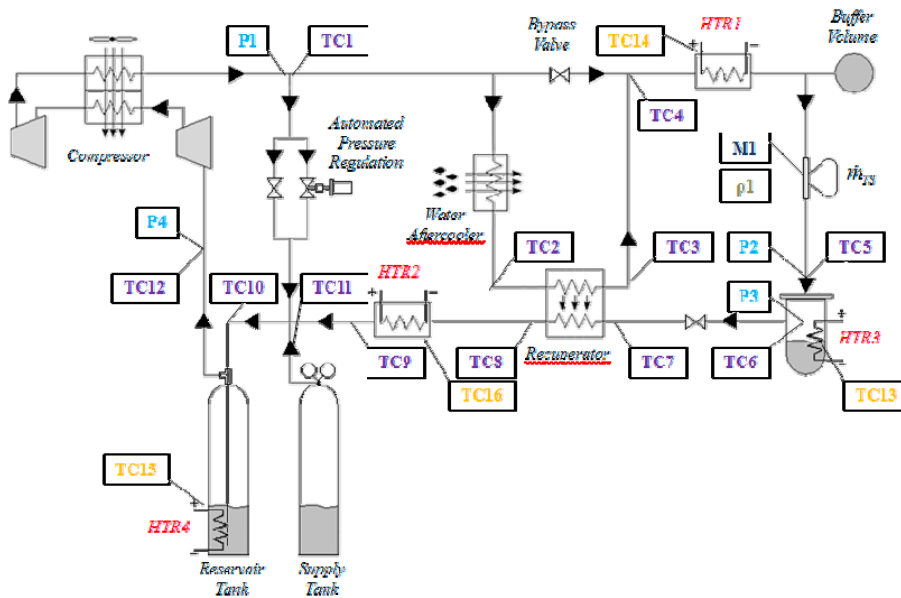 Bypass
Valve
HTR1
Buffer
Volume
P1
TC1
TC14
TC4
Compressor
Automated
Pressure
Regulation
M1
ṁTS
ρ1
Water
Aftercooler
P4
TC2
TC3
P2
TC5
HTR2
TC12
TC10
TC11
P3
HTR3
TC9
TC8
Recuperator
TC7
TC6
TC16
TC13
TC15
HTR4
Reservoir
Tank
Supply
Tank